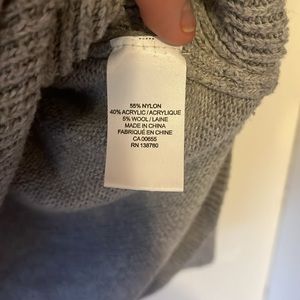 55% NYLON
40% ACRYLIC / ACRYLIQUE
5% WOOL / LAINE
MADE IN CHINA
FABRIQUÉ EN CHINE
CA 00655
RN 138760